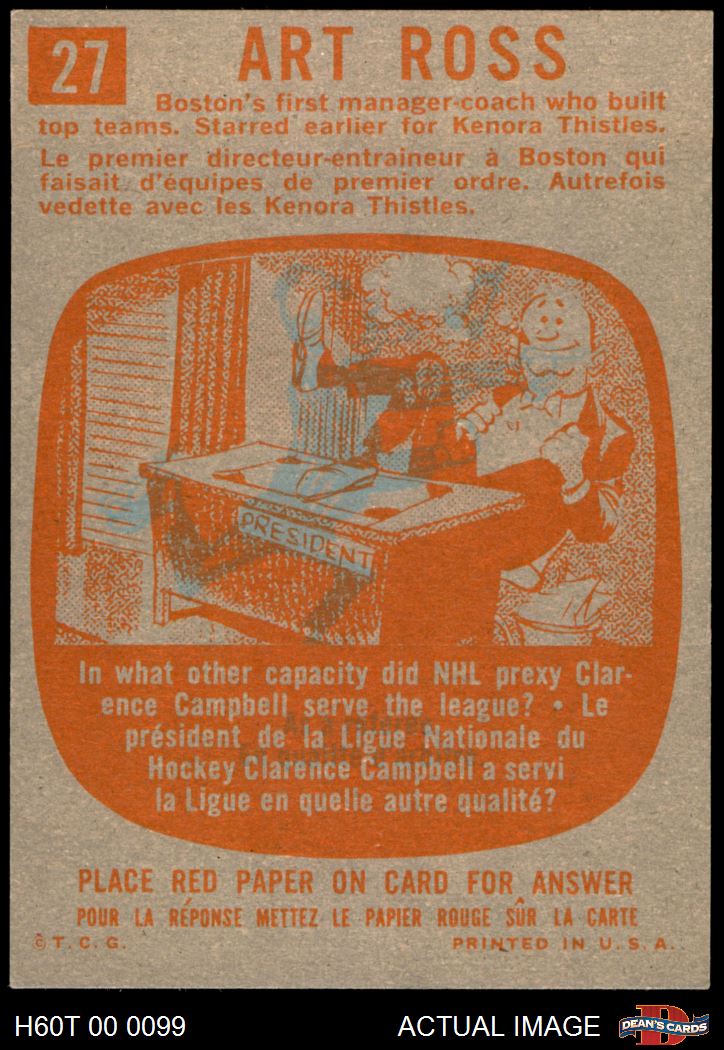 27
ART ROSS
Boston's first manager-coach who built
top teams. Starred earlier for Kenora Thistles.
Le premier directeur-entraineur à Boston qui
faisait d'équipes de premier ordre. Autrefois
vedette avec les Kenora Thistles.
PRESIDENT
In what other capacity did NHL prexy Clar-
ence Campbell serve the league? • Le
président de la Ligue Nationale du
Hockey Clarence Campbell a servi
la Ligue en quelle autre qualité?
PLACE RED PAPER ON CARD FOR ANSWER
POUR LA RÉPONSE METTEZ LE PAPIER ROUGE SÛR LA CARTE
© T. C. G.
PRINTED IN U. S. A.
H60T 00 0099
ACTUAL IMAGE
D
DEAN'S CARDS